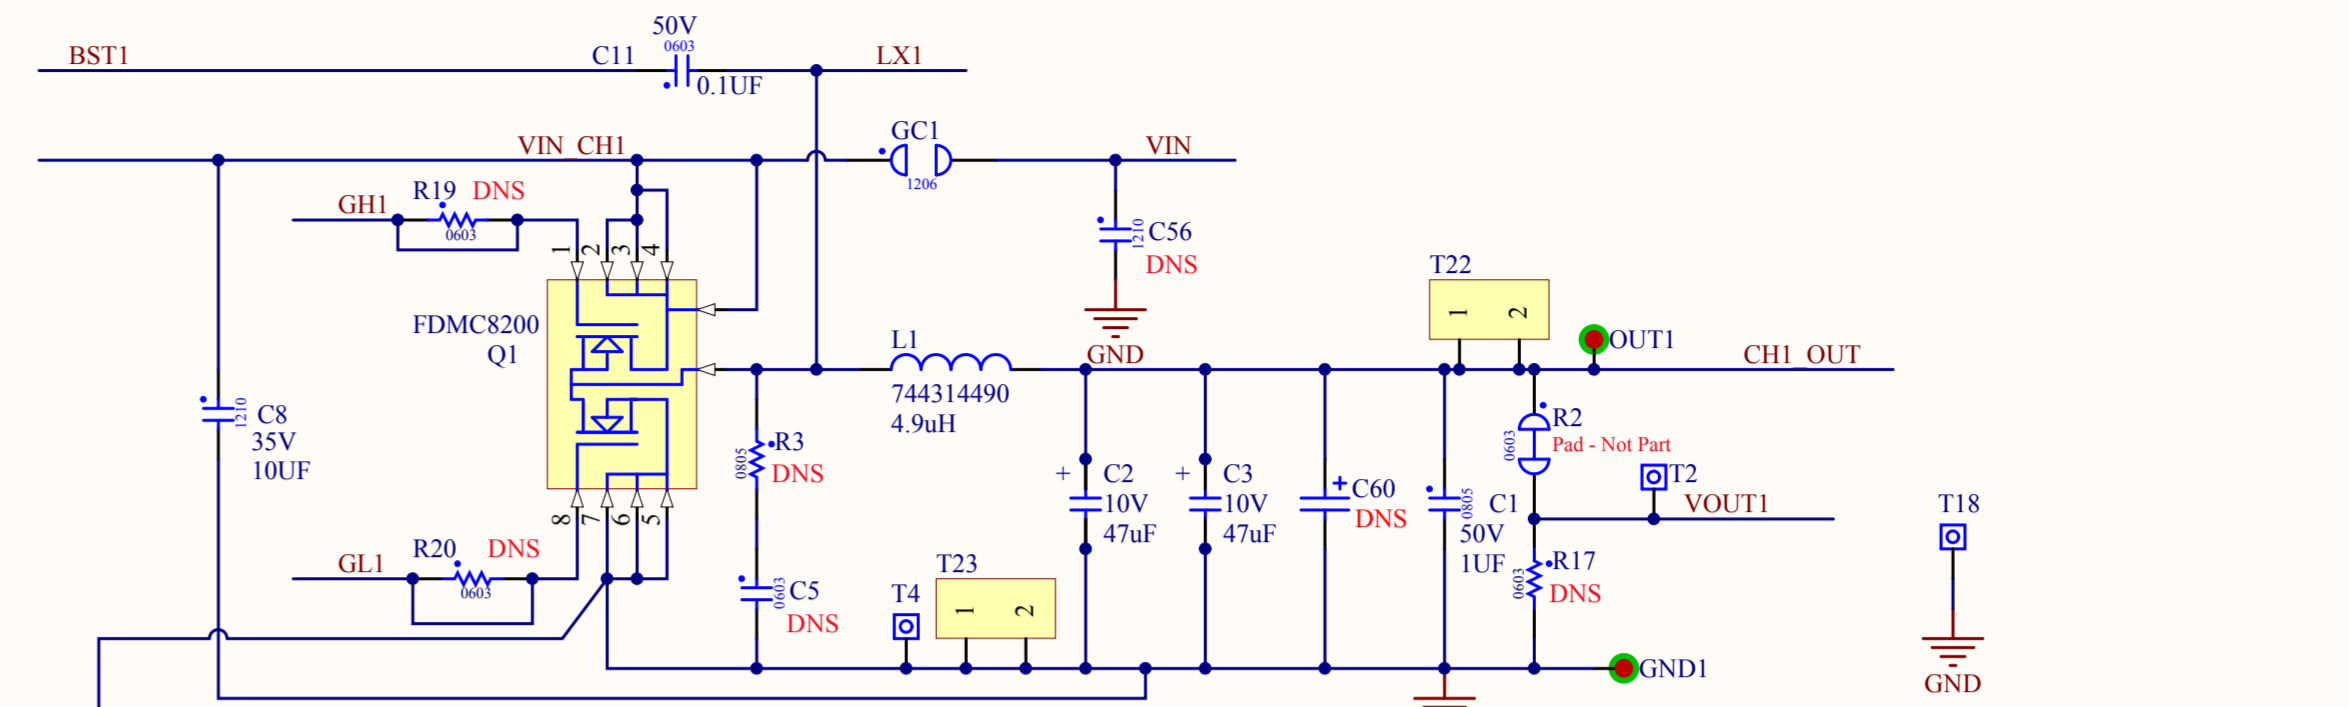 50V
BST1
C11
0603
LX1
0.1UF
VIN_CH1
GC1
VIN
1206
R19 DNS
GH1
0603
1 2 3 4
1210
C56
DNS
GND
T22
1 2
FDMC8200
Q1
L1
744314490
4.9uH
OUT1
CH1_OUT
1210
C8
35V
10UF
R3
0805
DNS
+ C2
10V
47uF
+ C3
10V
47uF
+ C60
DNS
0805
C1
50V
1UF
R2
0603
Pad - Not Part
T2
VOUT1
T18
8 7 6 5
R20 DNS
GL1
0603
0603
C5
DNS
T4
T23
1 2
R17
0603
DNS
GND1
GND